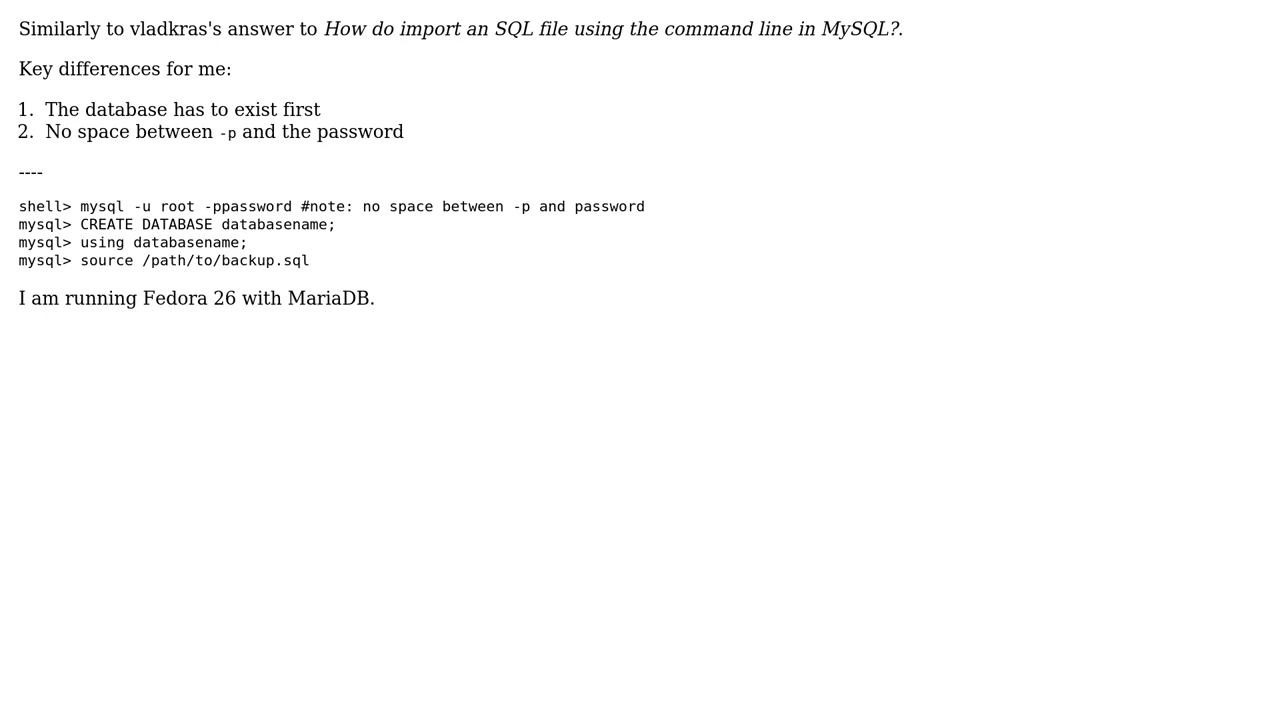 Similarly to vladkras's answer to How do import an SQL file using the command line in MySQL?.
Key differences for me:
1. The database has to exist first
2. No space between -p and the password
----
shell> mysql -u root -ppassword #note: no space between -p and password
mysql> CREATE DATABASE databasename;
mysql> using databasename;
mysql> source /path/to/backup.sql
I am running Fedora 26 with MariaDB.